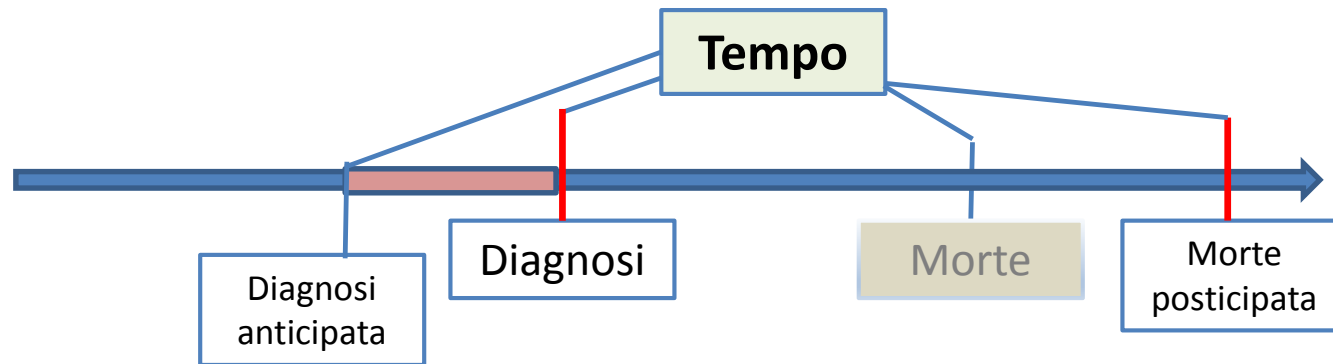 Tempo
Diagnosi
anticipata
Diagnosi
Morte
Morte
posticipata